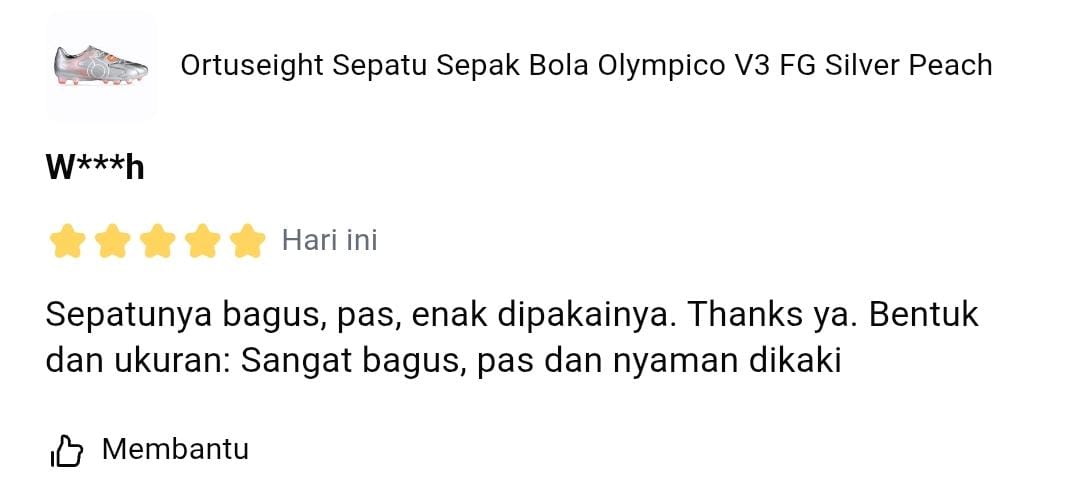 Ortuseight Sepatu Sepak Bola Olympico V3 FG Silver Peach
W***h
Hari ini
Sepatunya bagus, pas, enak dipakainya. Thanks ya. Bentuk
dan ukuran: Sangat bagus, pas dan nyaman dikaki
Membantu